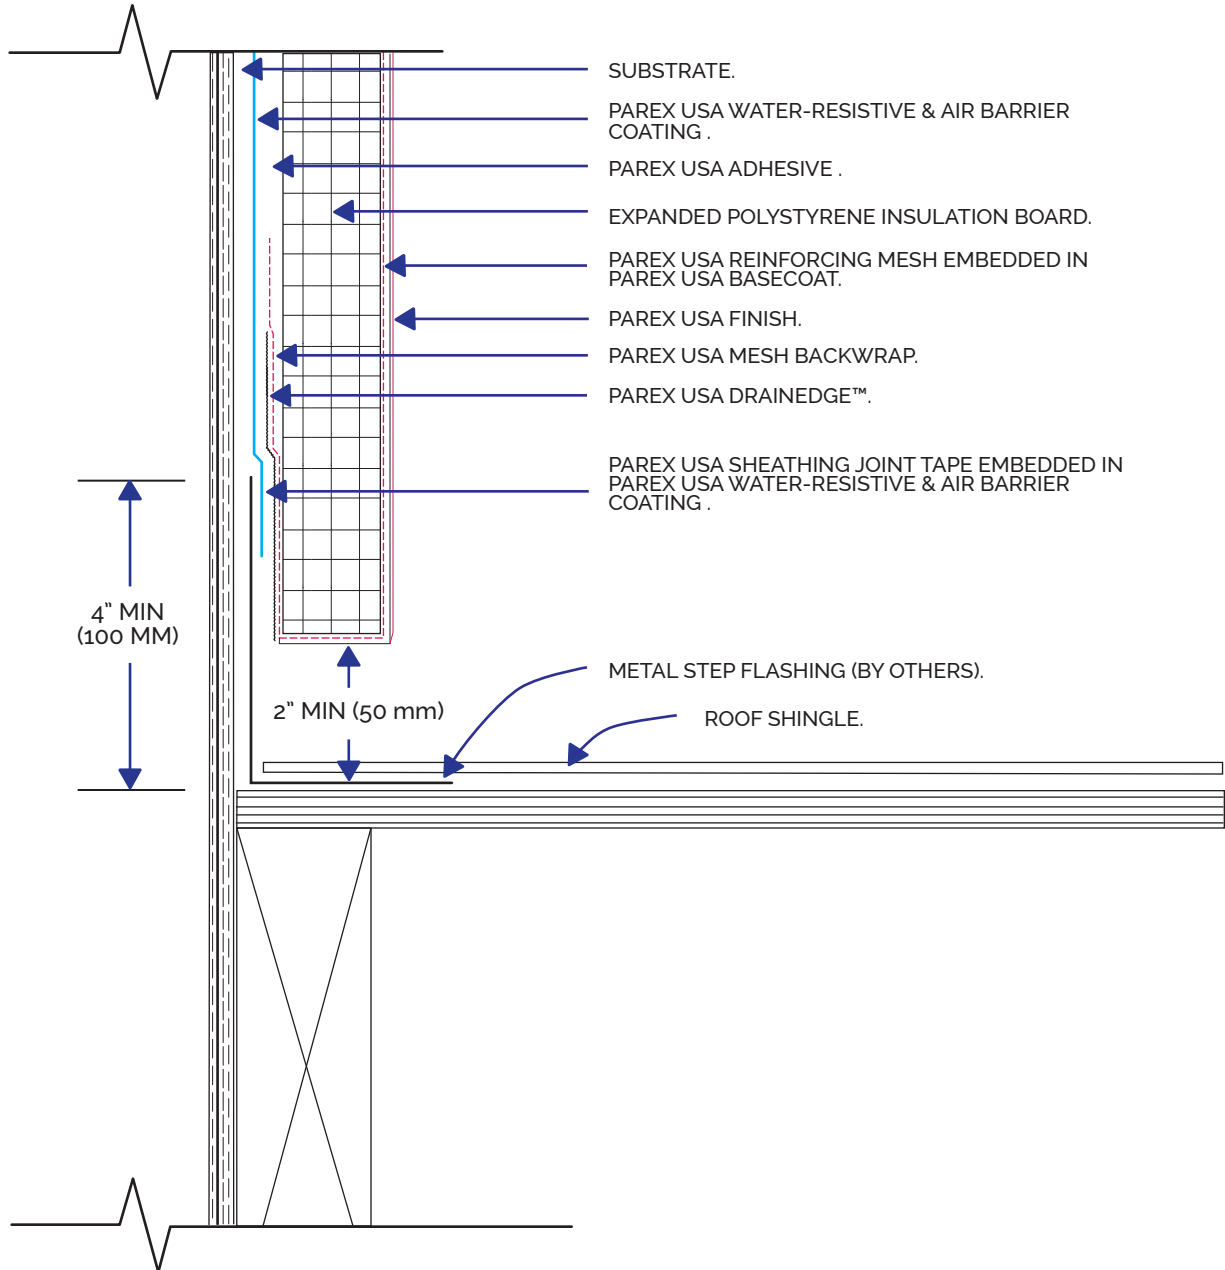 SUBSTRATE.
PAREX USA WATER-RESISTIVE & AIR BARRIER
COATING .
PAREX USA ADHESIVE .
EXPANDED POLYSTYRENE INSULATION BOARD.
PAREX USA REINFORCING MESH EMBEDDED IN
PAREX USA BASECOAT.
PAREX USA FINISH.
PAREX USA MESH BACKWRAP.
PAREX USA DRAINEDGE™.
PAREX USA SHEATHING JOINT TAPE EMBEDDED IN
PAREX USA WATER-RESISTIVE & AIR BARRIER
COATING .
4” MIN
(100 MM)
METAL STEP FLASHING (BY OTHERS).
2” MIN (50 mm)
ROOF SHINGLE.